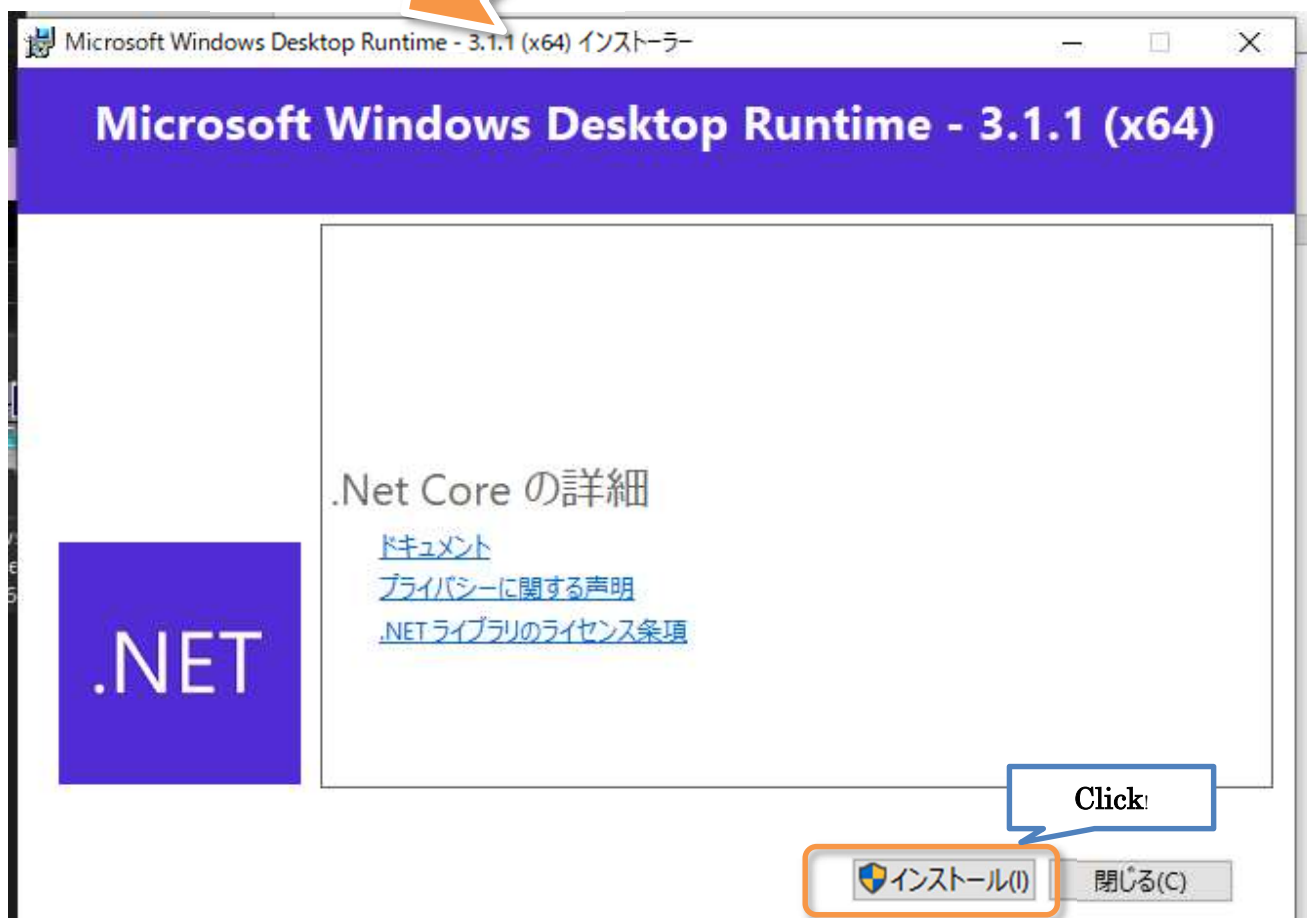 Microsoft Windows Desktop Runtime - 3.1.1 (x64) インストーラー
Microsoft Windows Desktop Runtime - 3.1.1 (x64)
.Net Core の詳細
ドキュメント
プライバシーに関する声明
.NET ライブラリのライセンス条項
.NET
Click!
インストール(I)
閉じる(C)